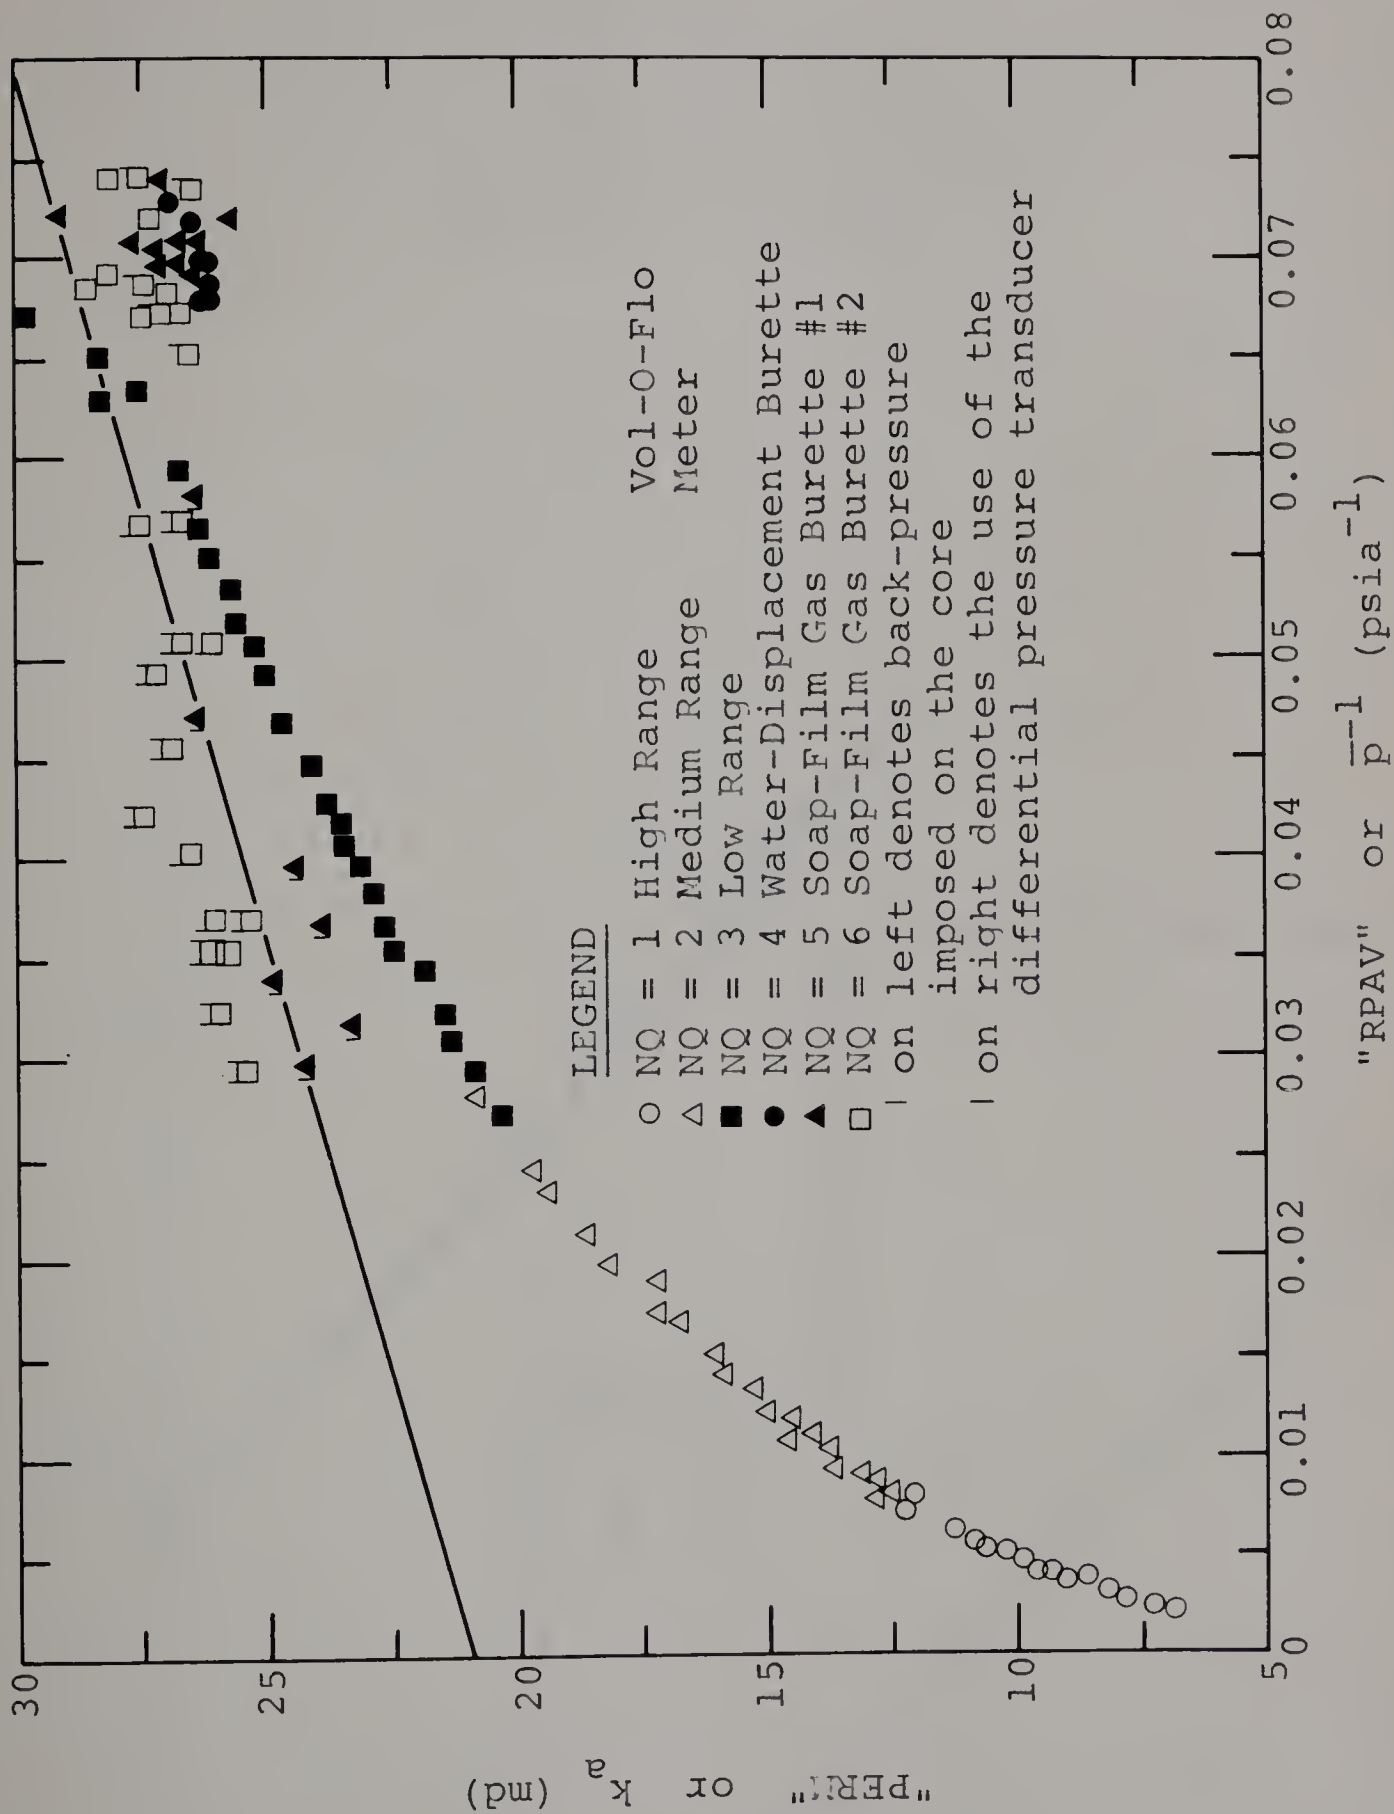 30
25
20
15
10
5
"PERM" or ka (md)
LEGEND
○ NQ = 1 High Range Vol-O-Flo
△ NQ = 2 Medium Range Meter
■ NQ = 3 Low Range
● NQ = 4 Water-Displacement Burette
▲ NQ = 5 Soap-Film Gas Burette #1
□ NQ = 6 Soap-Film Gas Burette #2
| on left denotes back-pressure
imposed on the core
| on right denotes the use of the
differential pressure transducer
0 0.01 0.02 0.03 0.04 0.05 0.06 0.07 0.08
"RPAV" or p̄⁻¹ (psia⁻¹)